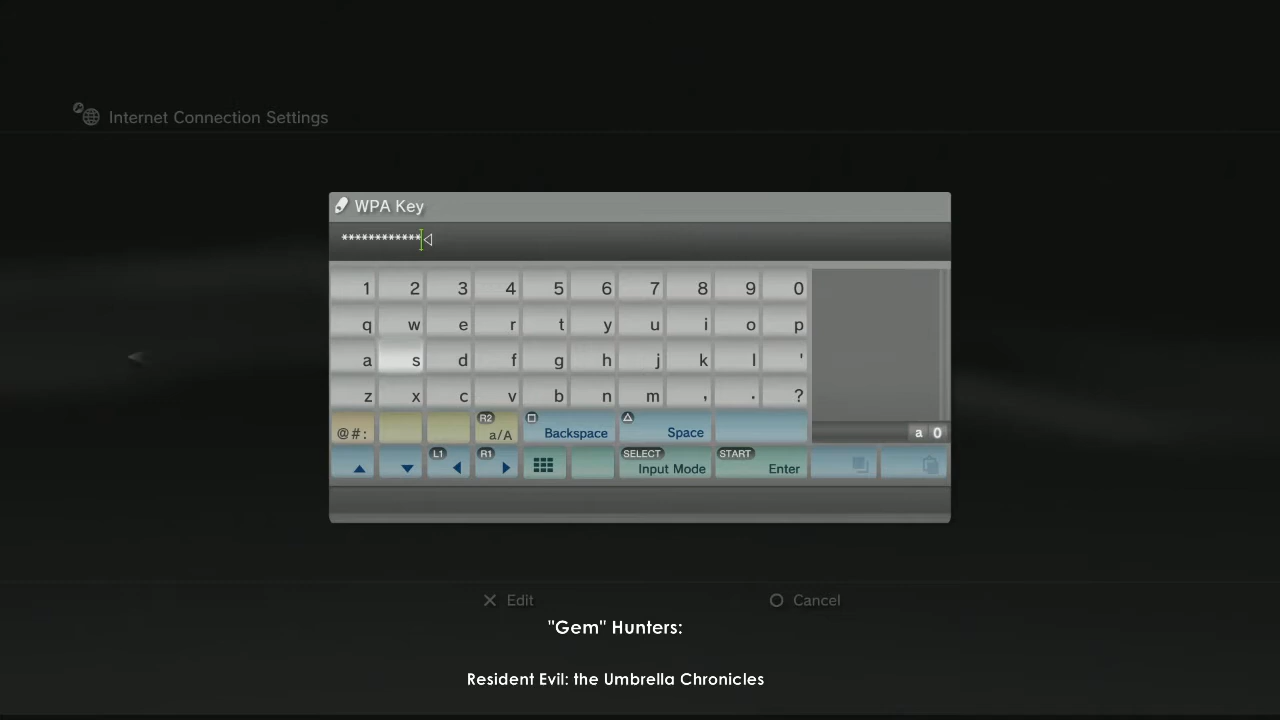 Internet Connection Settings
WPA Key
************
1 2 3 4 5 6 7 8 9 0
q w e r t y u i o p
a s d f g h j k l '
z x c v b n m , . ?
@#: R2 a/A Backspace Space a 0
L1 R1 SELECT Input Mode START Enter
Edit Cancel
"Gem" Hunters:
Resident Evil: the Umbrella Chronicles